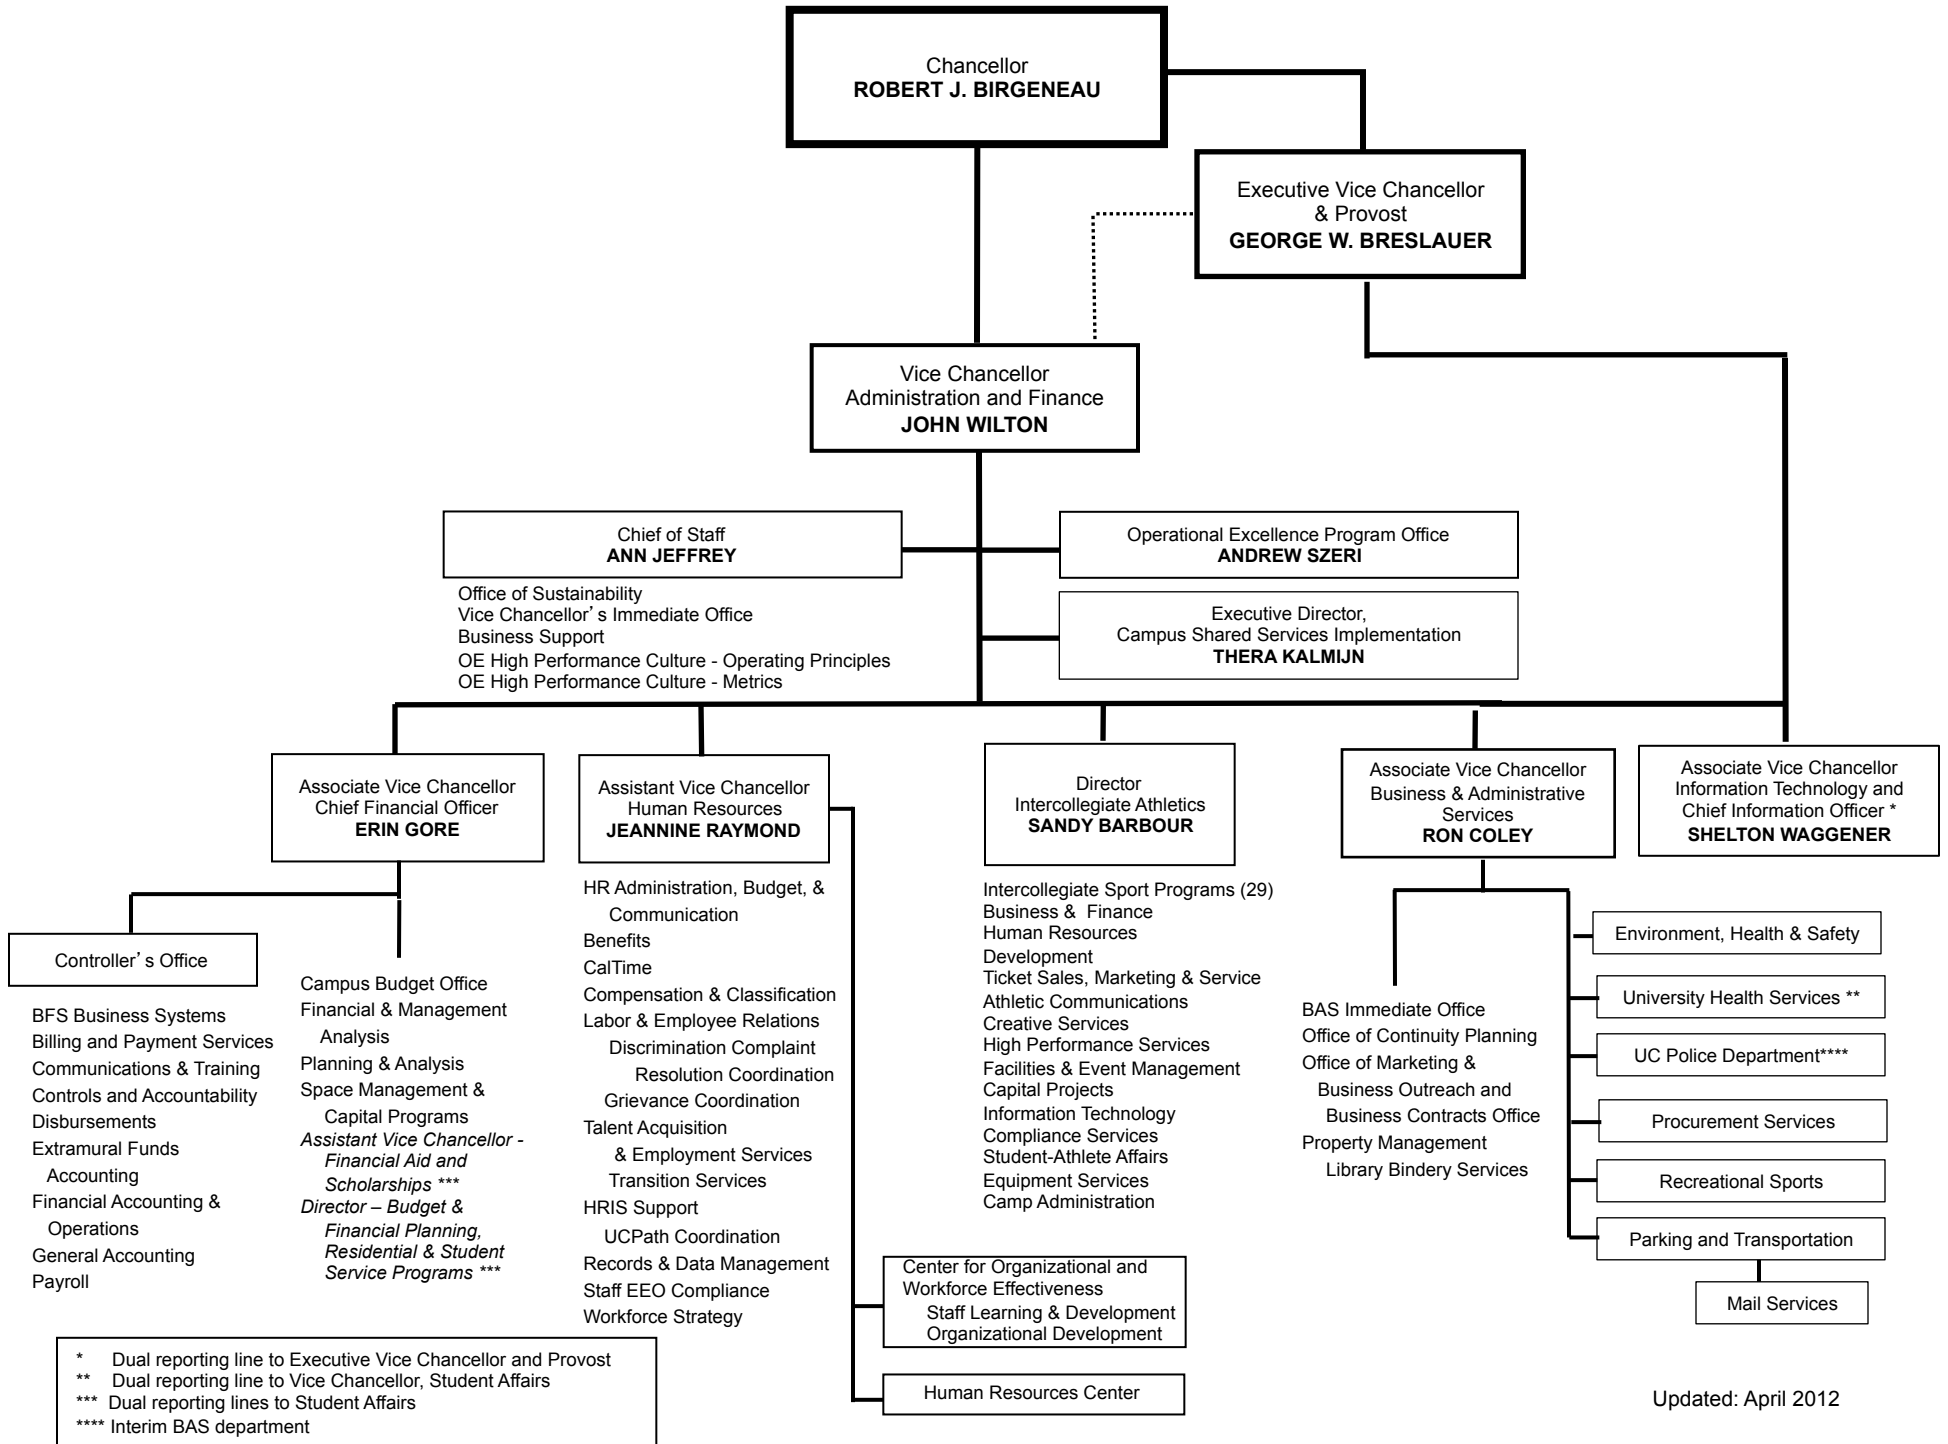 Chancellor
ROBERT J. BIRGENEAU
Executive Vice Chancellor
& Provost
GEORGE W. BRESLAUER
Vice Chancellor
Administration and Finance
JOHN WILTON
Chief of Staff
ANN JEFFREY
Office of Sustainability
Vice Chancellor's Immediate Office
Business Support
OE High Performance Culture - Operating Principles
OE High Performance Culture - Metrics
Operational Excellence Program Office
ANDREW SZERI
Executive Director,
Campus Shared Services Implementation
THERA KALMIJN
Associate Vice Chancellor
Chief Financial Officer
ERIN GORE
Controller's Office
BFS Business Systems
Billing and Payment Services
Communications & Training
Controls and Accountability
Disbursements
Extramural Funds
Accounting
Financial Accounting &
Operations
General Accounting
Payroll
Campus Budget Office
Financial & Management
Analysis
Planning & Analysis
Space Management &
Capital Programs
Assistant Vice Chancellor -
Financial Aid and
Scholarships ***
Director – Budget &
Financial Planning,
Residential & Student
Service Programs ***
Assistant Vice Chancellor
Human Resources
JEANNINE RAYMOND
HR Administration, Budget, &
Communication
Benefits
CalTime
Compensation & Classification
Labor & Employee Relations
Discrimination Complaint
Resolution Coordination
Grievance Coordination
Talent Acquisition
& Employment Services
Transition Services
HRIS Support
UCPath Coordination
Records & Data Management
Staff EEO Compliance
Workforce Strategy
Center for Organizational and
Workforce Effectiveness
Staff Learning & Development
Organizational Development
Human Resources Center
Director
Intercollegiate Athletics
SANDY BARBOUR
Intercollegiate Sport Programs (29)
Business & Finance
Human Resources
Development
Ticket Sales, Marketing & Service
Athletic Communications
Creative Services
High Performance Services
Facilities & Event Management
Capital Projects
Information Technology
Compliance Services
Student-Athlete Affairs
Equipment Services
Camp Administration
Associate Vice Chancellor
Business & Administrative
Services
RON COLEY
BAS Immediate Office
Office of Continuity Planning
Office of Marketing &
Business Outreach and
Business Contracts Office
Property Management
Library Bindery Services
Environment, Health & Safety
University Health Services **
UC Police Department****
Procurement Services
Recreational Sports
Parking and Transportation
Mail Services
Associate Vice Chancellor
Information Technology and
Chief Information Officer *
SHELTON WAGGENER
* Dual reporting line to Executive Vice Chancellor and Provost
** Dual reporting line to Vice Chancellor, Student Affairs
*** Dual reporting lines to Student Affairs
**** Interim BAS department
Updated: April 2012